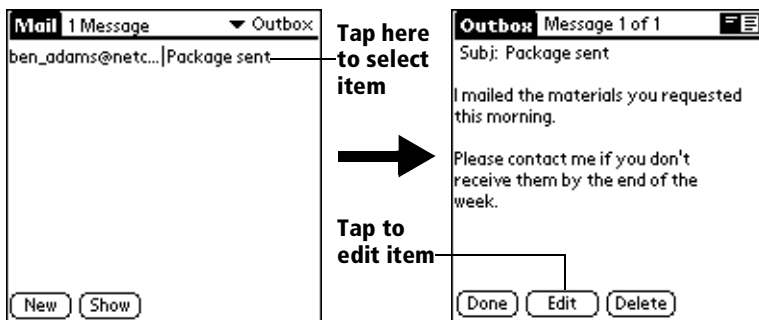 Mail 1 Message Outbox
ben_adams@netc...|Package sent
New Show
Tap here
to select
item
Tap to
edit item
Outbox Message 1 of 1
Subj: Package sent
I mailed the materials you requested
this morning.
Please contact me if you don't
receive them by the end of the
week.
Done Edit Delete